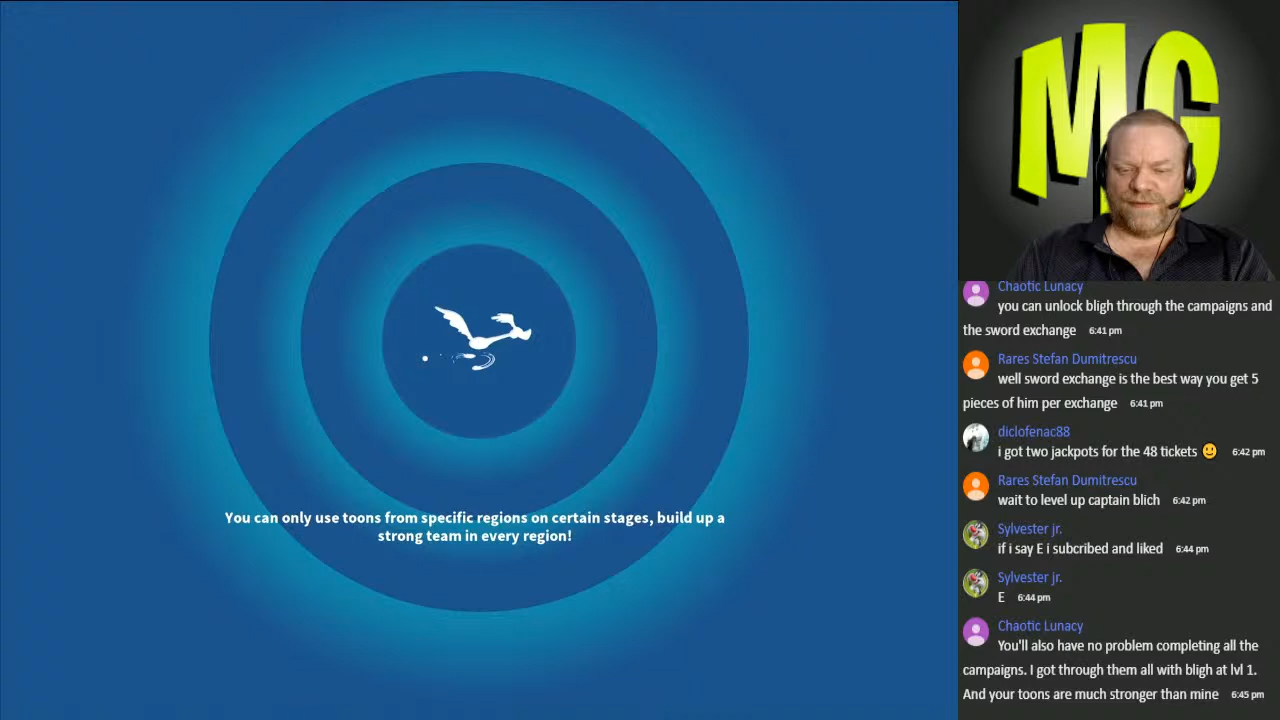 You can only use toons from specific regions on certain stages, build up a
strong team in every region!
MG
Chaotic Lunacy
you can unlock bligh through the campaigns and
the sword exchange 6:41 pm
Rares Stefan Dumitrescu
well sword exchange is the best way you get 5
pieces of him per exchange 6:41 pm
diclofenac88
i got two jackpots for the 48 tickets 6:42 pm
Rares Stefan Dumitrescu
wait to level up captain blich 6:42 pm
Sylvester jr.
if i say E i subcribed and liked 6:44 pm
Sylvester jr.
E 6:44 pm
Chaotic Lunacy
You'll also have no problem completing all the
campaigns. I got through them all with bligh at lvl 1.
And your toons are much stronger than mine 6:45 pm